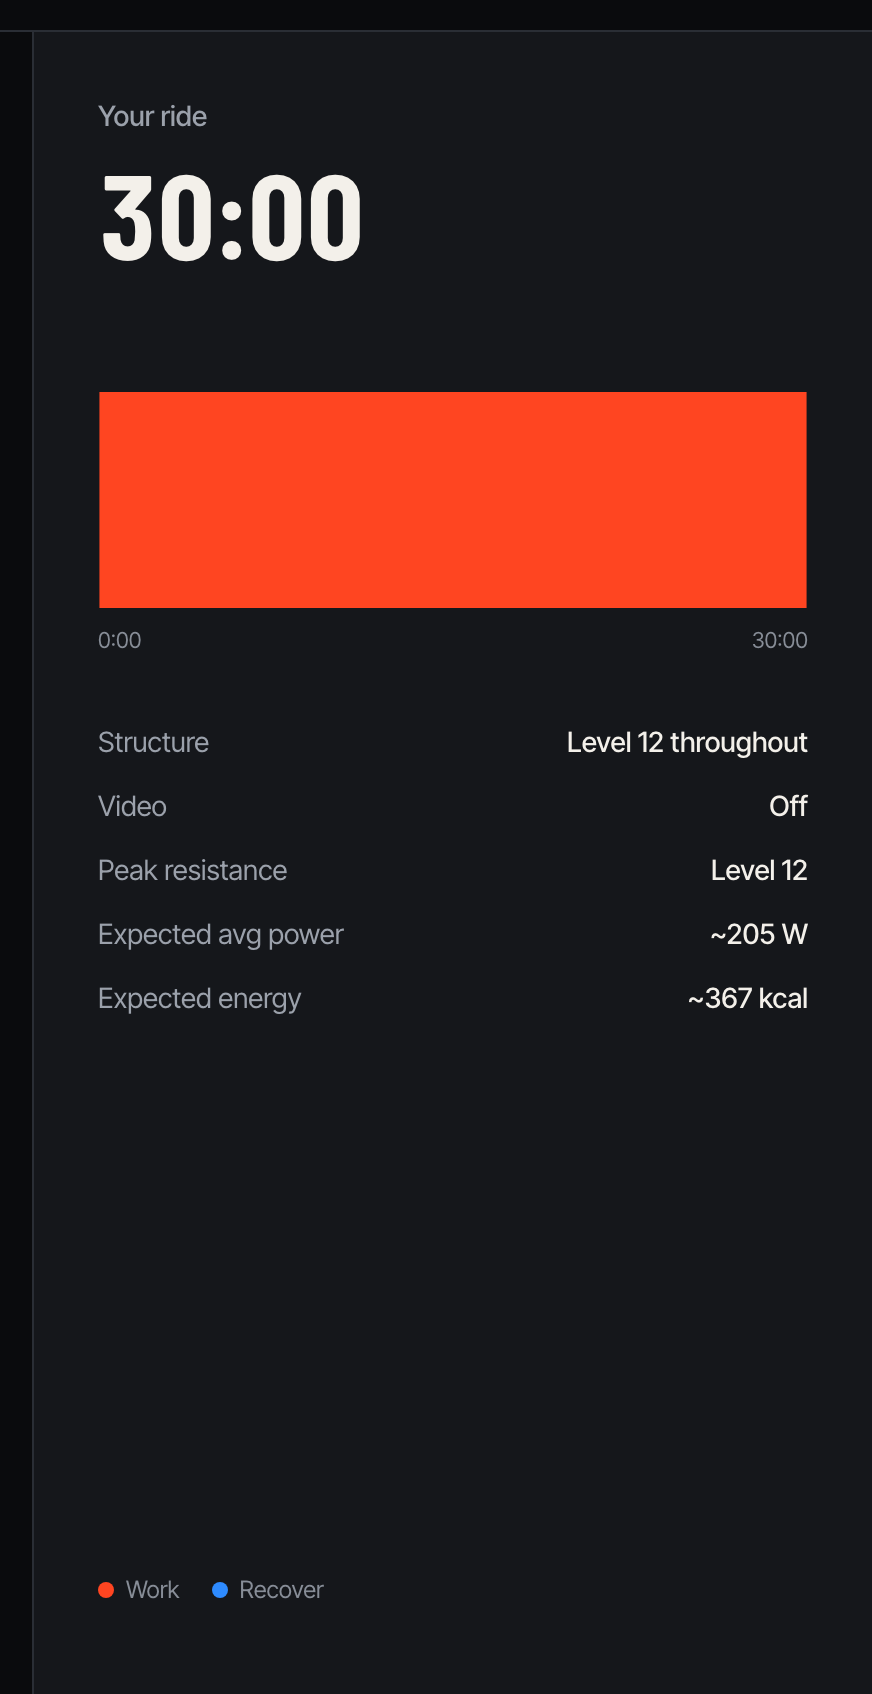 Your ride
30:00
0:00 30:00
Structure Level 12 throughout
Video Off
Peak resistance Level 12
Expected avg power ~205 W
Expected energy ~367 kcal
Work Recover